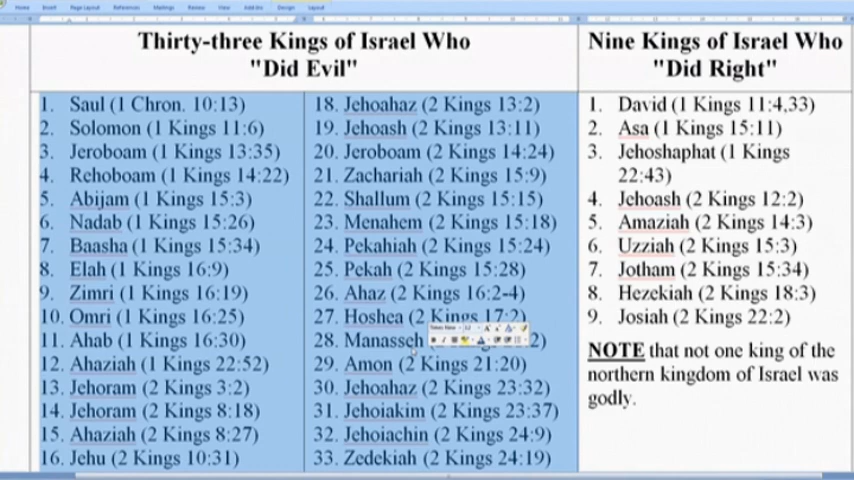 Home Insert Page Layout References Mailings Review View Add-Ins Design Layout
Thirty-three Kings of Israel Who
"Did Evil"
1. Saul (1 Chron. 10:13)
2. Solomon (1 Kings 11:6)
3. Jeroboam (1 Kings 13:35)
4. Rehoboam (1 Kings 14:22)
5. Abijam (1 Kings 15:3)
6. Nadab (1 Kings 15:26)
7. Baasha (1 Kings 15:34)
8. Elah (1 Kings 16:9)
9. Zimri (1 Kings 16:19)
10. Omri (1 Kings 16:25)
11. Ahab (1 Kings 16:30)
12. Ahaziah (1 Kings 22:52)
13. Jehoram (2 Kings 3:2)
14. Jehoram (2 Kings 8:18)
15. Ahaziah (2 Kings 8:27)
16. Jehu (2 Kings 10:31)
18. Jehoahaz (2 Kings 13:2)
19. Jehoash (2 Kings 13:11)
20. Jeroboam (2 Kings 14:24)
21. Zachariah (2 Kings 15:9)
22. Shallum (2 Kings 15:15)
23. Menahem (2 Kings 15:18)
24. Pekahiah (2 Kings 15:24)
25. Pekah (2 Kings 15:28)
26. Ahaz (2 Kings 16:2-4)
27. Hoshea (2 Kings 17:2)
28. Manasseh 2)
29. Amon (2 Kings 21:20)
30. Jehoahaz (2 Kings 23:32)
31. Jehoiakim (2 Kings 23:37)
32. Jehoiachin (2 Kings 24:9)
33. Zedekiah (2 Kings 24:19)
Nine Kings of Israel Who
"Did Right"
1. David (1 Kings 11:4,33)
2. Asa (1 Kings 15:11)
3. Jehoshaphat (1 Kings
22:43)
4. Jehoash (2 Kings 12:2)
5. Amaziah (2 Kings 14:3)
6. Uzziah (2 Kings 15:3)
7. Jotham (2 Kings 15:34)
8. Hezekiah (2 Kings 18:3)
9. Josiah (2 Kings 22:2)
NOTE that not one king of the
northern kingdom of Israel was
godly.